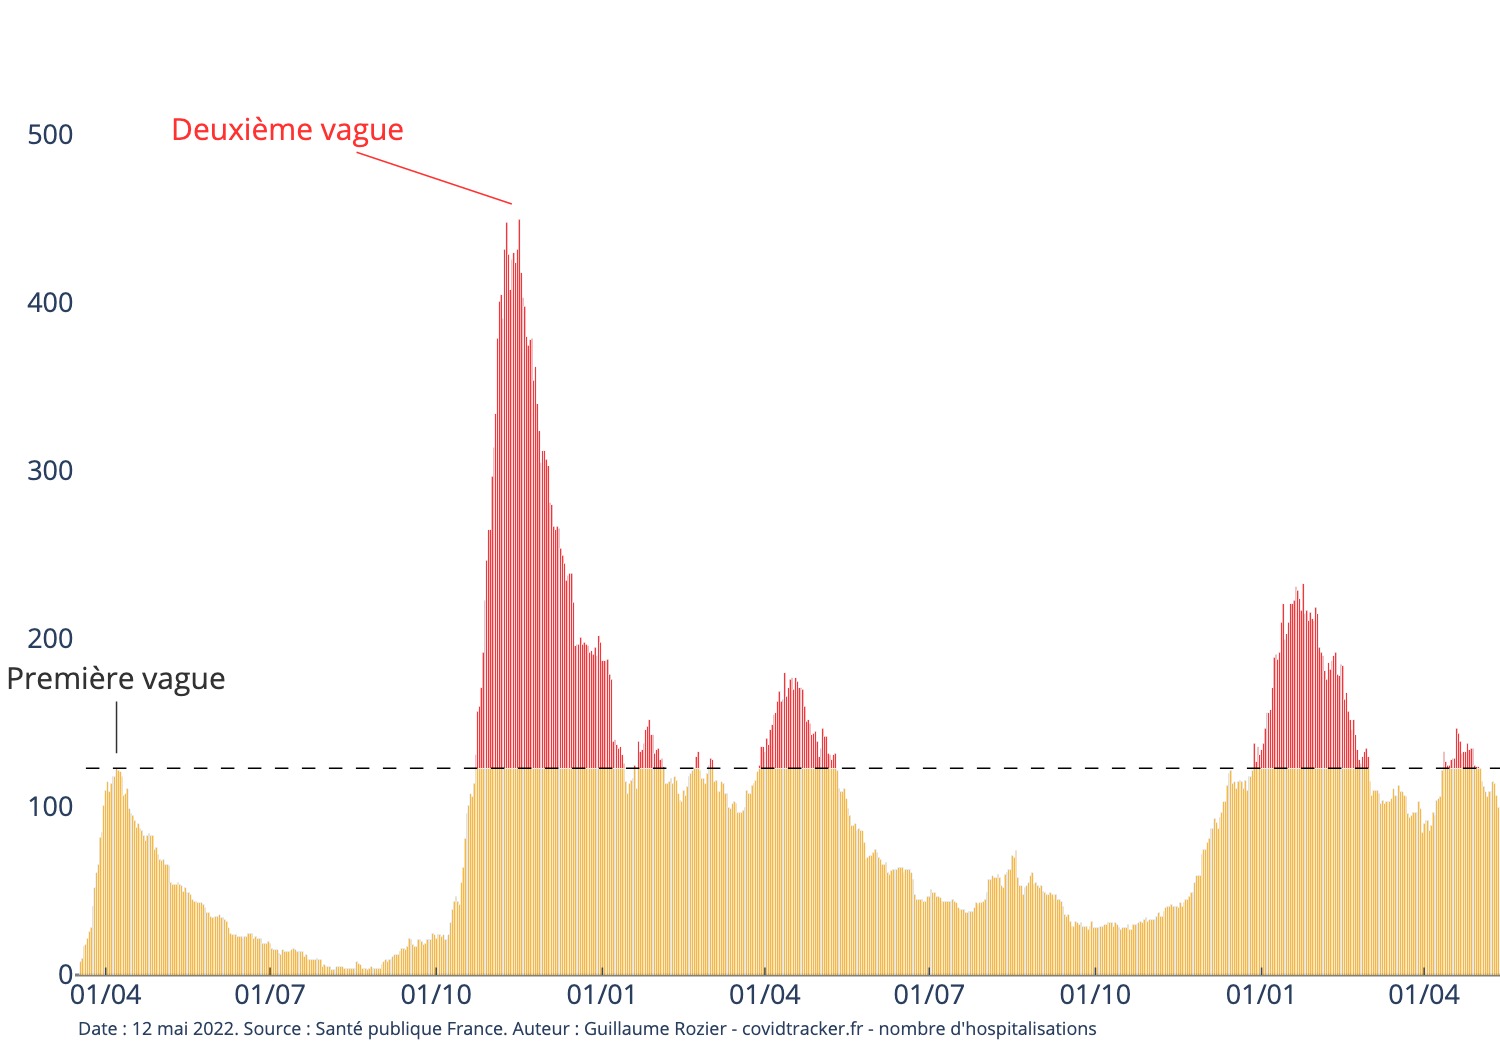 500
Deuxième vague
400
300
200
Première vague
100
0
01/04 01/07 01/10 01/01 01/04 01/07 01/10 01/01 01/04
Date : 12 mai 2022. Source : Santé publique France. Auteur : Guillaume Rozier - covidtracker.fr - nombre d'hospitalisations